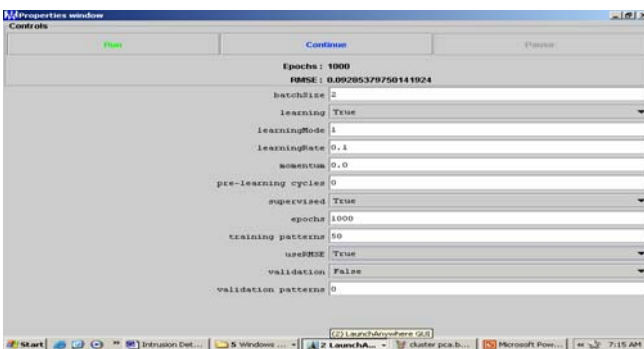 Properties window
Controls
Run Continue Pause
Epochs : 1000
RMSE : 0.09285379750141924
batchSize 2
learning True
learningMode 1
learningRate 0.1
momentum 0.0
pre-learning cycles 0
supervised True
epochs 1000
training patterns 50
useRMSE True
validation False
validation patterns 0
(2) LaunchAnywhere GUI
Start Intrusion Det... 5 Windows ... 2 LaunchA... cluster pca.b... Microsoft Pow... 7:15 AM